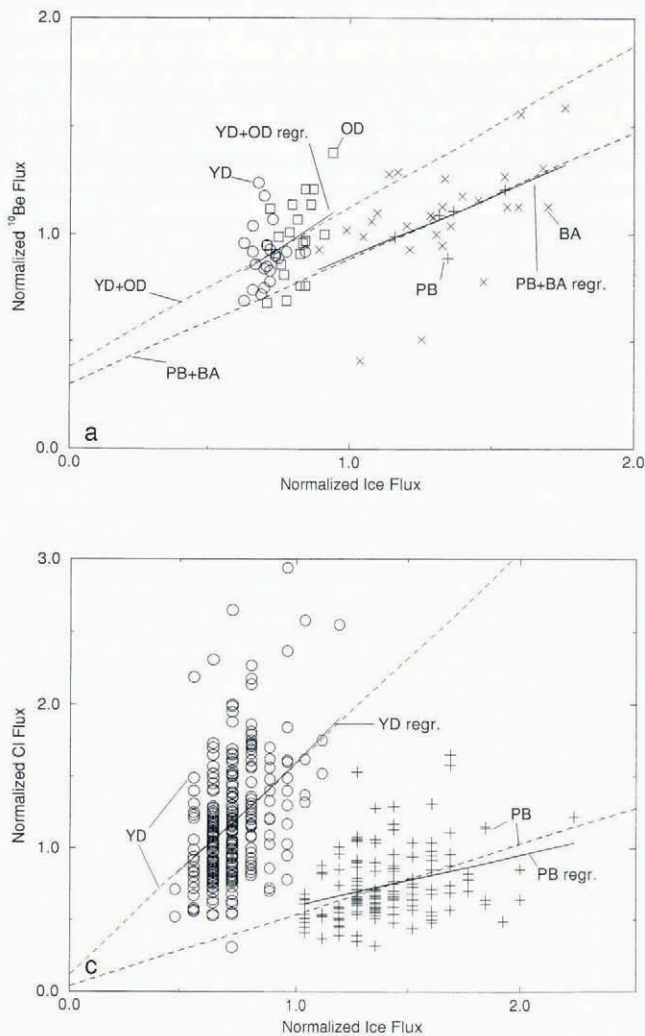 2.0
YD+OD regr.
OD
YD
Normalized ¹⁰Be Flux
1.0
BA
PB
YD+OD
PB+BA regr.
PB+BA
a
0.0
0.0
1.0
2.0
Normalized Ice Flux
3.0
2.0
YD regr.
Normalized Cl Flux
YD
PB
1.0
PB regr.
c
0.0
0.0
1.0
2.0
Normalized Ice Flux